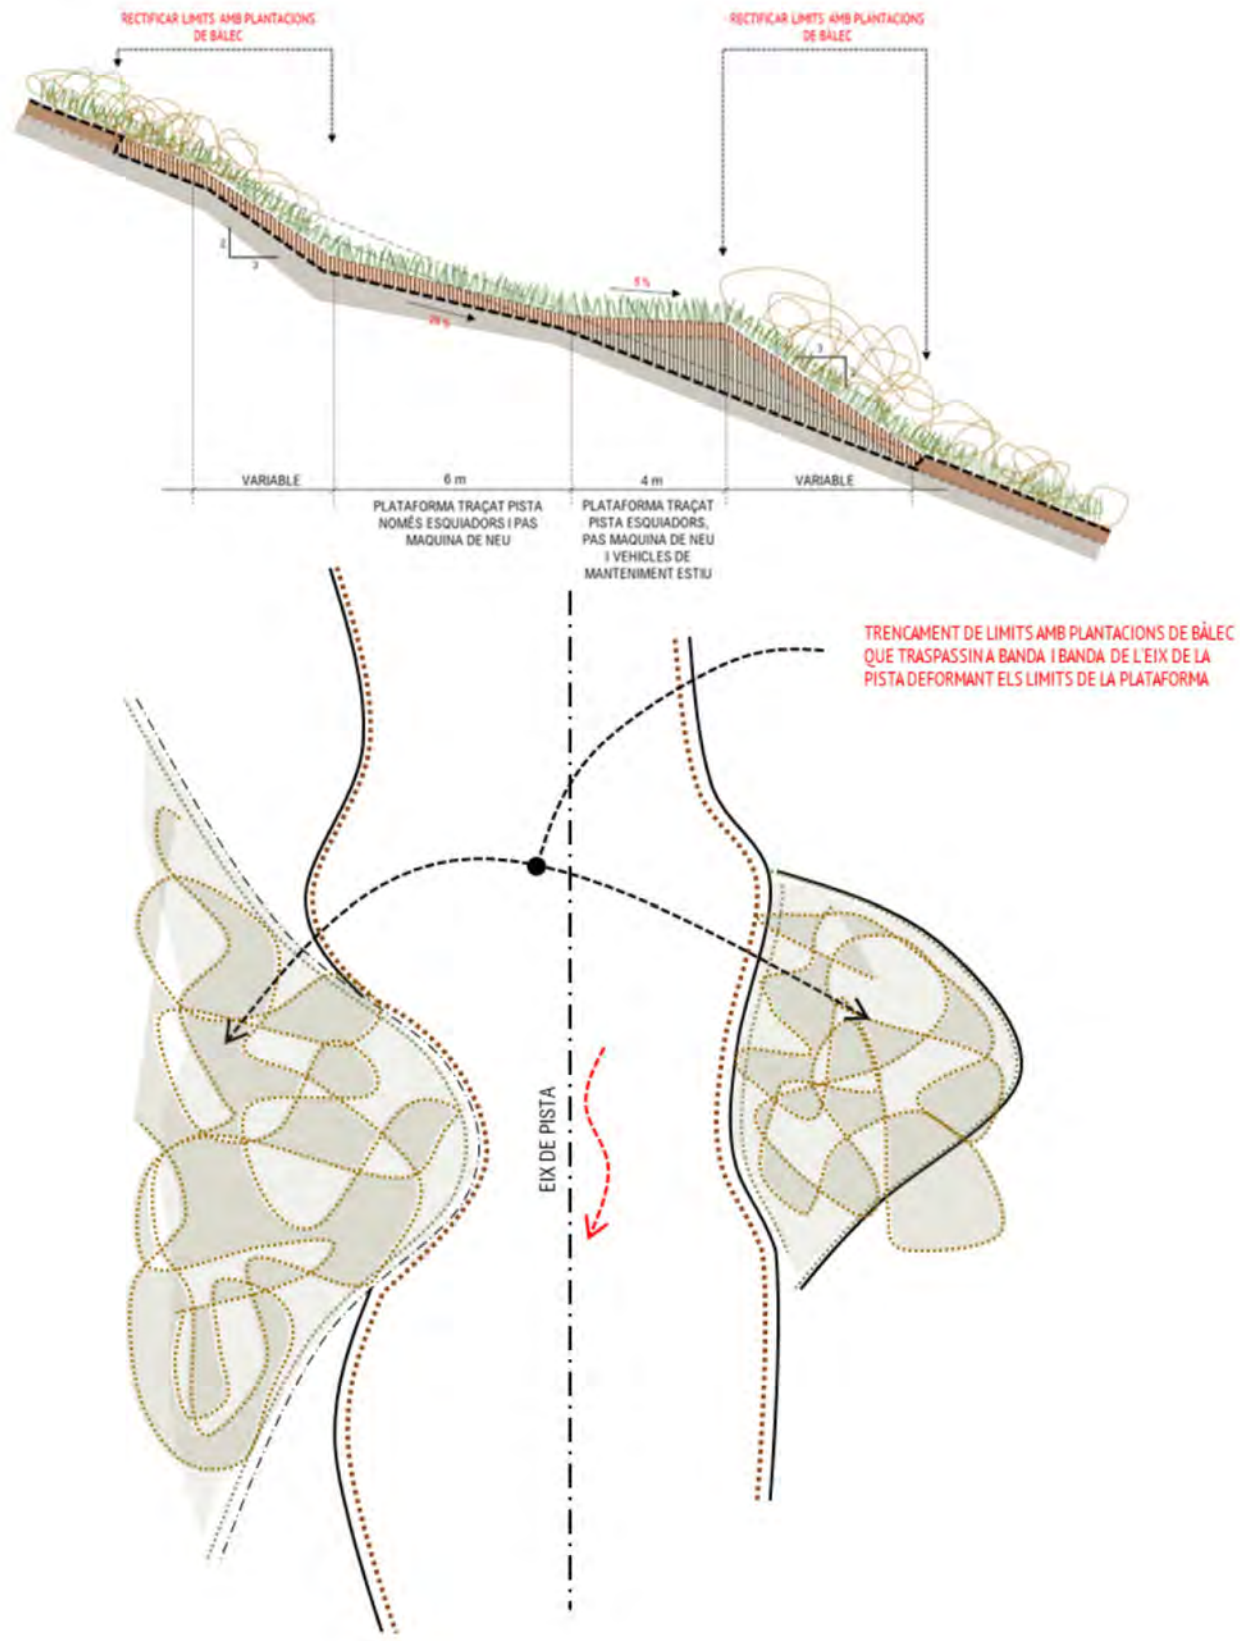 RECTIFICAR LIMITS AMB PLANTACIONS
DE BÀLEC
RECTIFICAR LIMITS AMB PLANTACIONS
DE BÀLEC
2
3
5 %
3
VARIABLE
6 m
4 m
VARIABLE
PLATAFORMA TRAÇAT PISTA
NOMÉS ESQUIADORS I PAS
MAQUINA DE NEU
PLATAFORMA TRAÇAT
PISTA ESQUIADORS,
PAS MAQUINA DE NEU
I VEHICLES DE
MANTENIMENT ESTIU
TRENCAMENT DE LIMITS AMB PLANTACIONS DE BÀLEC
QUE TRASPASSIN A BANDA I BANDA DE L'EIX DE LA
PISTA DEFORMANT ELS LIMITS DE LA PLATAFORMA
EIX DE PISTA